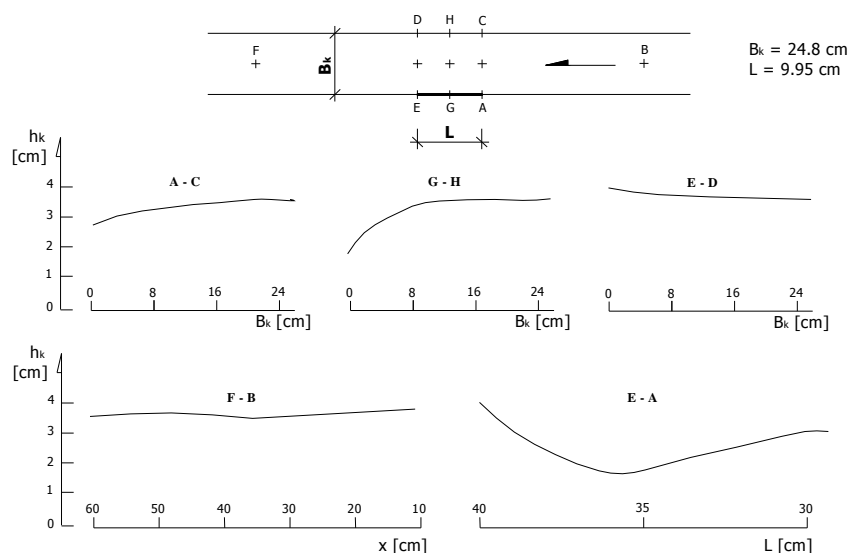 D H C
F
B
Bk
Bk = 24.8 cm
L = 9.95 cm
E G A
L
hk
[cm]
A - C
G - H
E - D
4
3
2
1
0
0 8 16 24
0 8 16 24
0 8 16 24
Bk [cm]
Bk [cm]
Bk [cm]
hk
[cm]
F - B
E - A
4
3
2
1
0
60 50 40 30 20 10
40 35 30
x [cm]
L [cm]